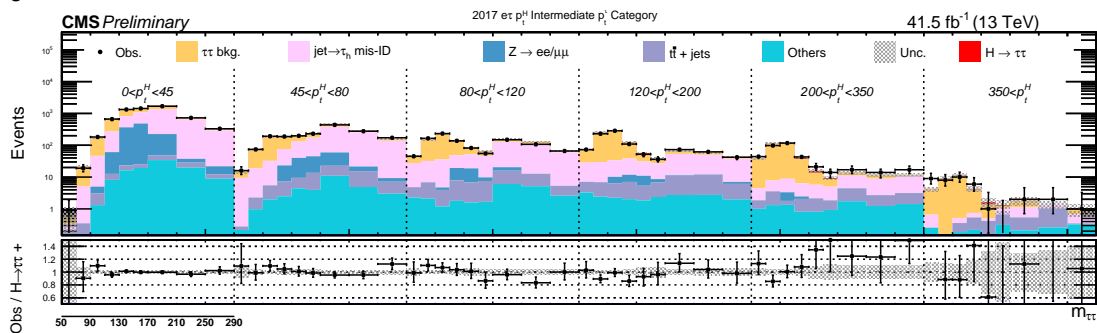 CMS Preliminary 2017 eτ p_t^H Intermediate p_t^τ Category 41.5 fb⁻¹ (13 TeV)
Obs. ττ bkg. jet→τ_h mis-ID Z → ee/μμ tt̄ + jets Others Unc. H → ττ
0<p_t^H<45 45<p_t^H<80 80<p_t^H<120 120<p_t^H<200 200<p_t^H<350 350<p_t^H
Events
10⁵
10⁴
10³
10²
10
1
Obs / H→ττ +
1.4
1.2
1.0
0.8
0.6
50 90 130 170 210 250 290
m_ττ